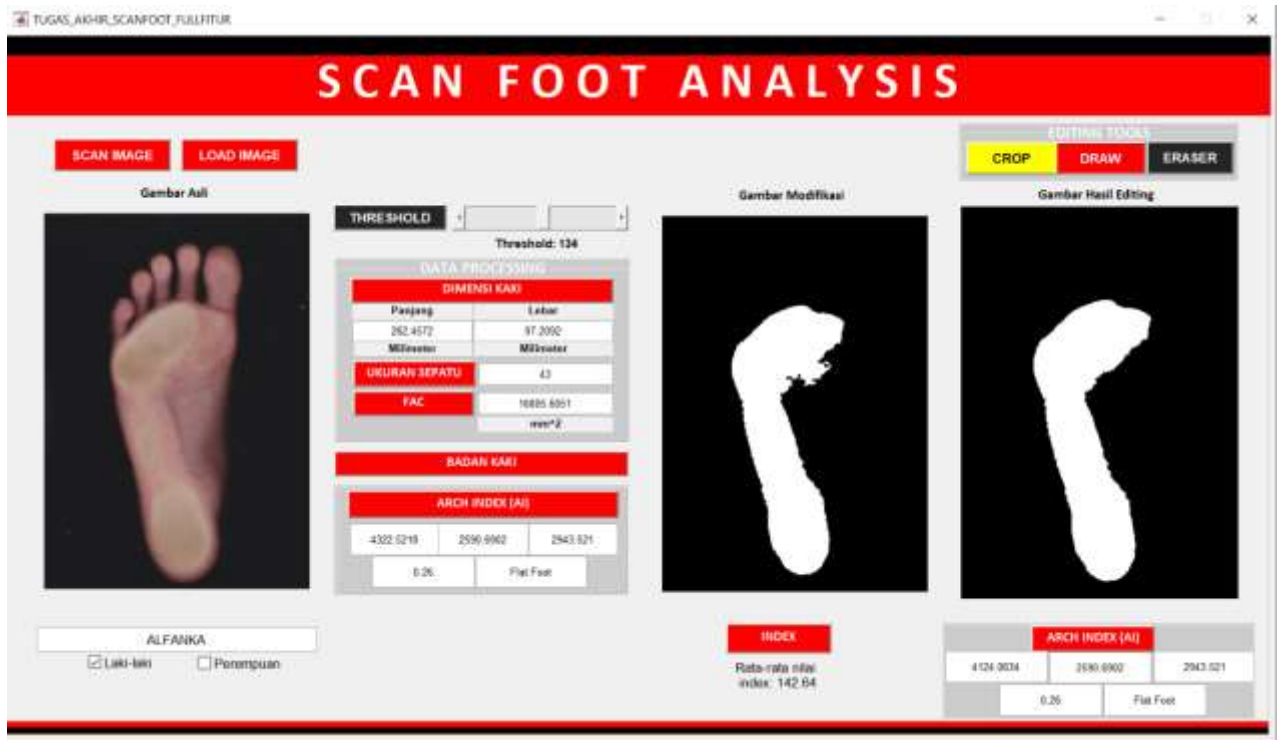 TUGAS_AKHIR_SCANFOOT_FULLFITUR
SCAN FOOT ANALYSIS
SCAN IMAGE
LOAD IMAGE
EDITING TOOLS
CROP
DRAW
ERASER
Gambar Asli
Gambar Modifikasi
Gambar Hasil Editing
THRESHOLD
Threshold: 134
DATA PROCESSING
DIMENSI KAKI
Panjang
Lebar
262.4572
97.2092
Milimeter
Milimeter
UKURAN SEPATU
43
FAC
mm^2
BADAN KAKI
ARCH INDEX (AI)
4322.5218
2590.6902
2943.521
0.26
Flat Foot
ALFANKA
Laki-laki
Perempuan
INDEX
Rata-rata nilai
index: 142.64
ARCH INDEX (AI)
2590.6902
2943.521
0.26
Flat Foot